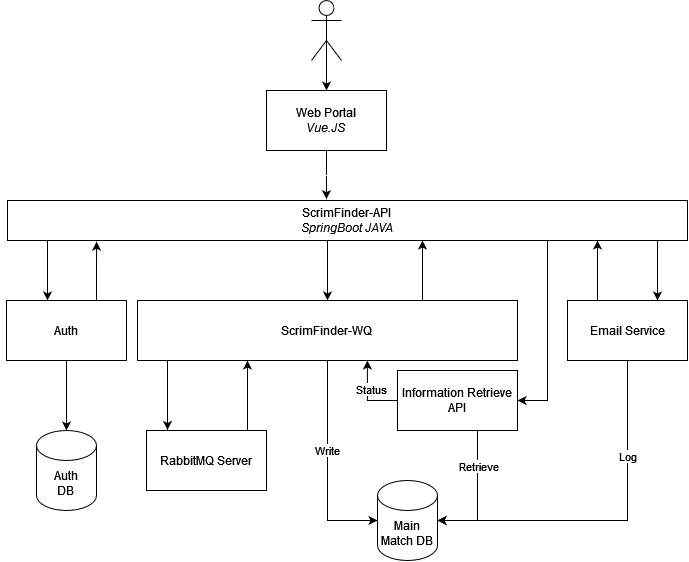 Web Portal
Vue.JS
ScrimFinder-API
SpringBoot JAVA
Auth
ScrimFinder-WQ
Email Service
Status
Information Retrieve
API
Write
RabbitMQ Server
Retrieve
Log
Auth
DB
Main
Match DB